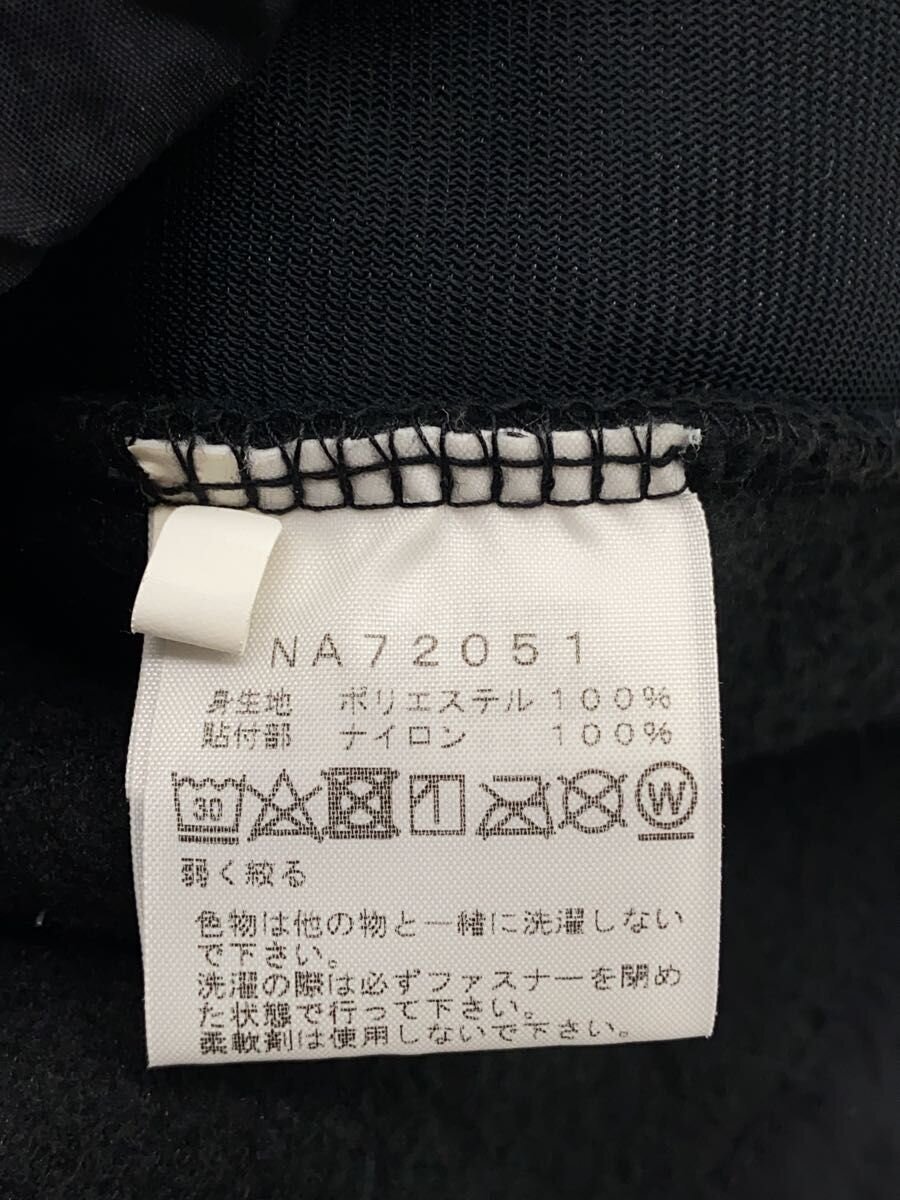 NA72051
身生地 ポリエステル 100%
貼付部 ナイロン 100%
30 W
弱く絞る
色物は他の物と一緒に洗濯しない
で下さい。
洗濯の際は必ずファスナーを閉め
た状態で行って下さい。
柔軟剤は使用しないで下さい。